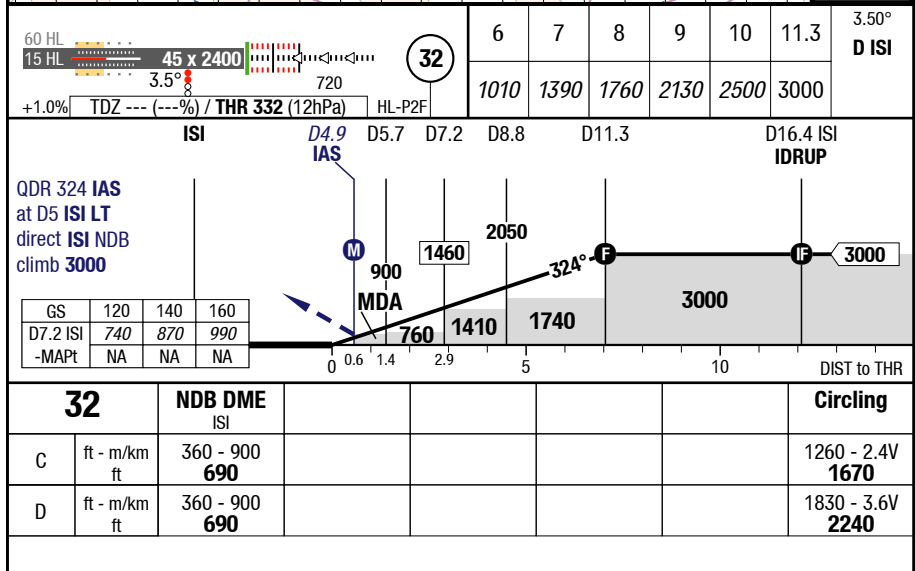 60 HL
15 HL 45 x 2400
3.5° 720
32
+1.0% TDZ --- (---%) / THR 332 (12hPa) HL-P2F
6 7 8 9 10 11.3 3.50° D ISI
1010 1390 1760 2130 2500 3000
ISI D4.9 IAS D5.7 D7.2 D8.8 D11.3 D16.4 ISI IDRUP
QDR 324 IAS
at D5 ISI LT
direct ISI NDB
climb 3000
M 900 1460 2050 324° F IF 3000
MDA 760 1410 1740 3000
GS 120 140 160
D7.2 ISI 740 870 990
-MAPt NA NA NA
0 0.6 1.4 2.9 5 10 DIST to THR
32 NDB DME ISI Circling
C ft - m/km 360 - 900 1260 - 2.4V
ft 690 1670
D ft - m/km 360 - 900 1830 - 3.6V
ft 690 2240